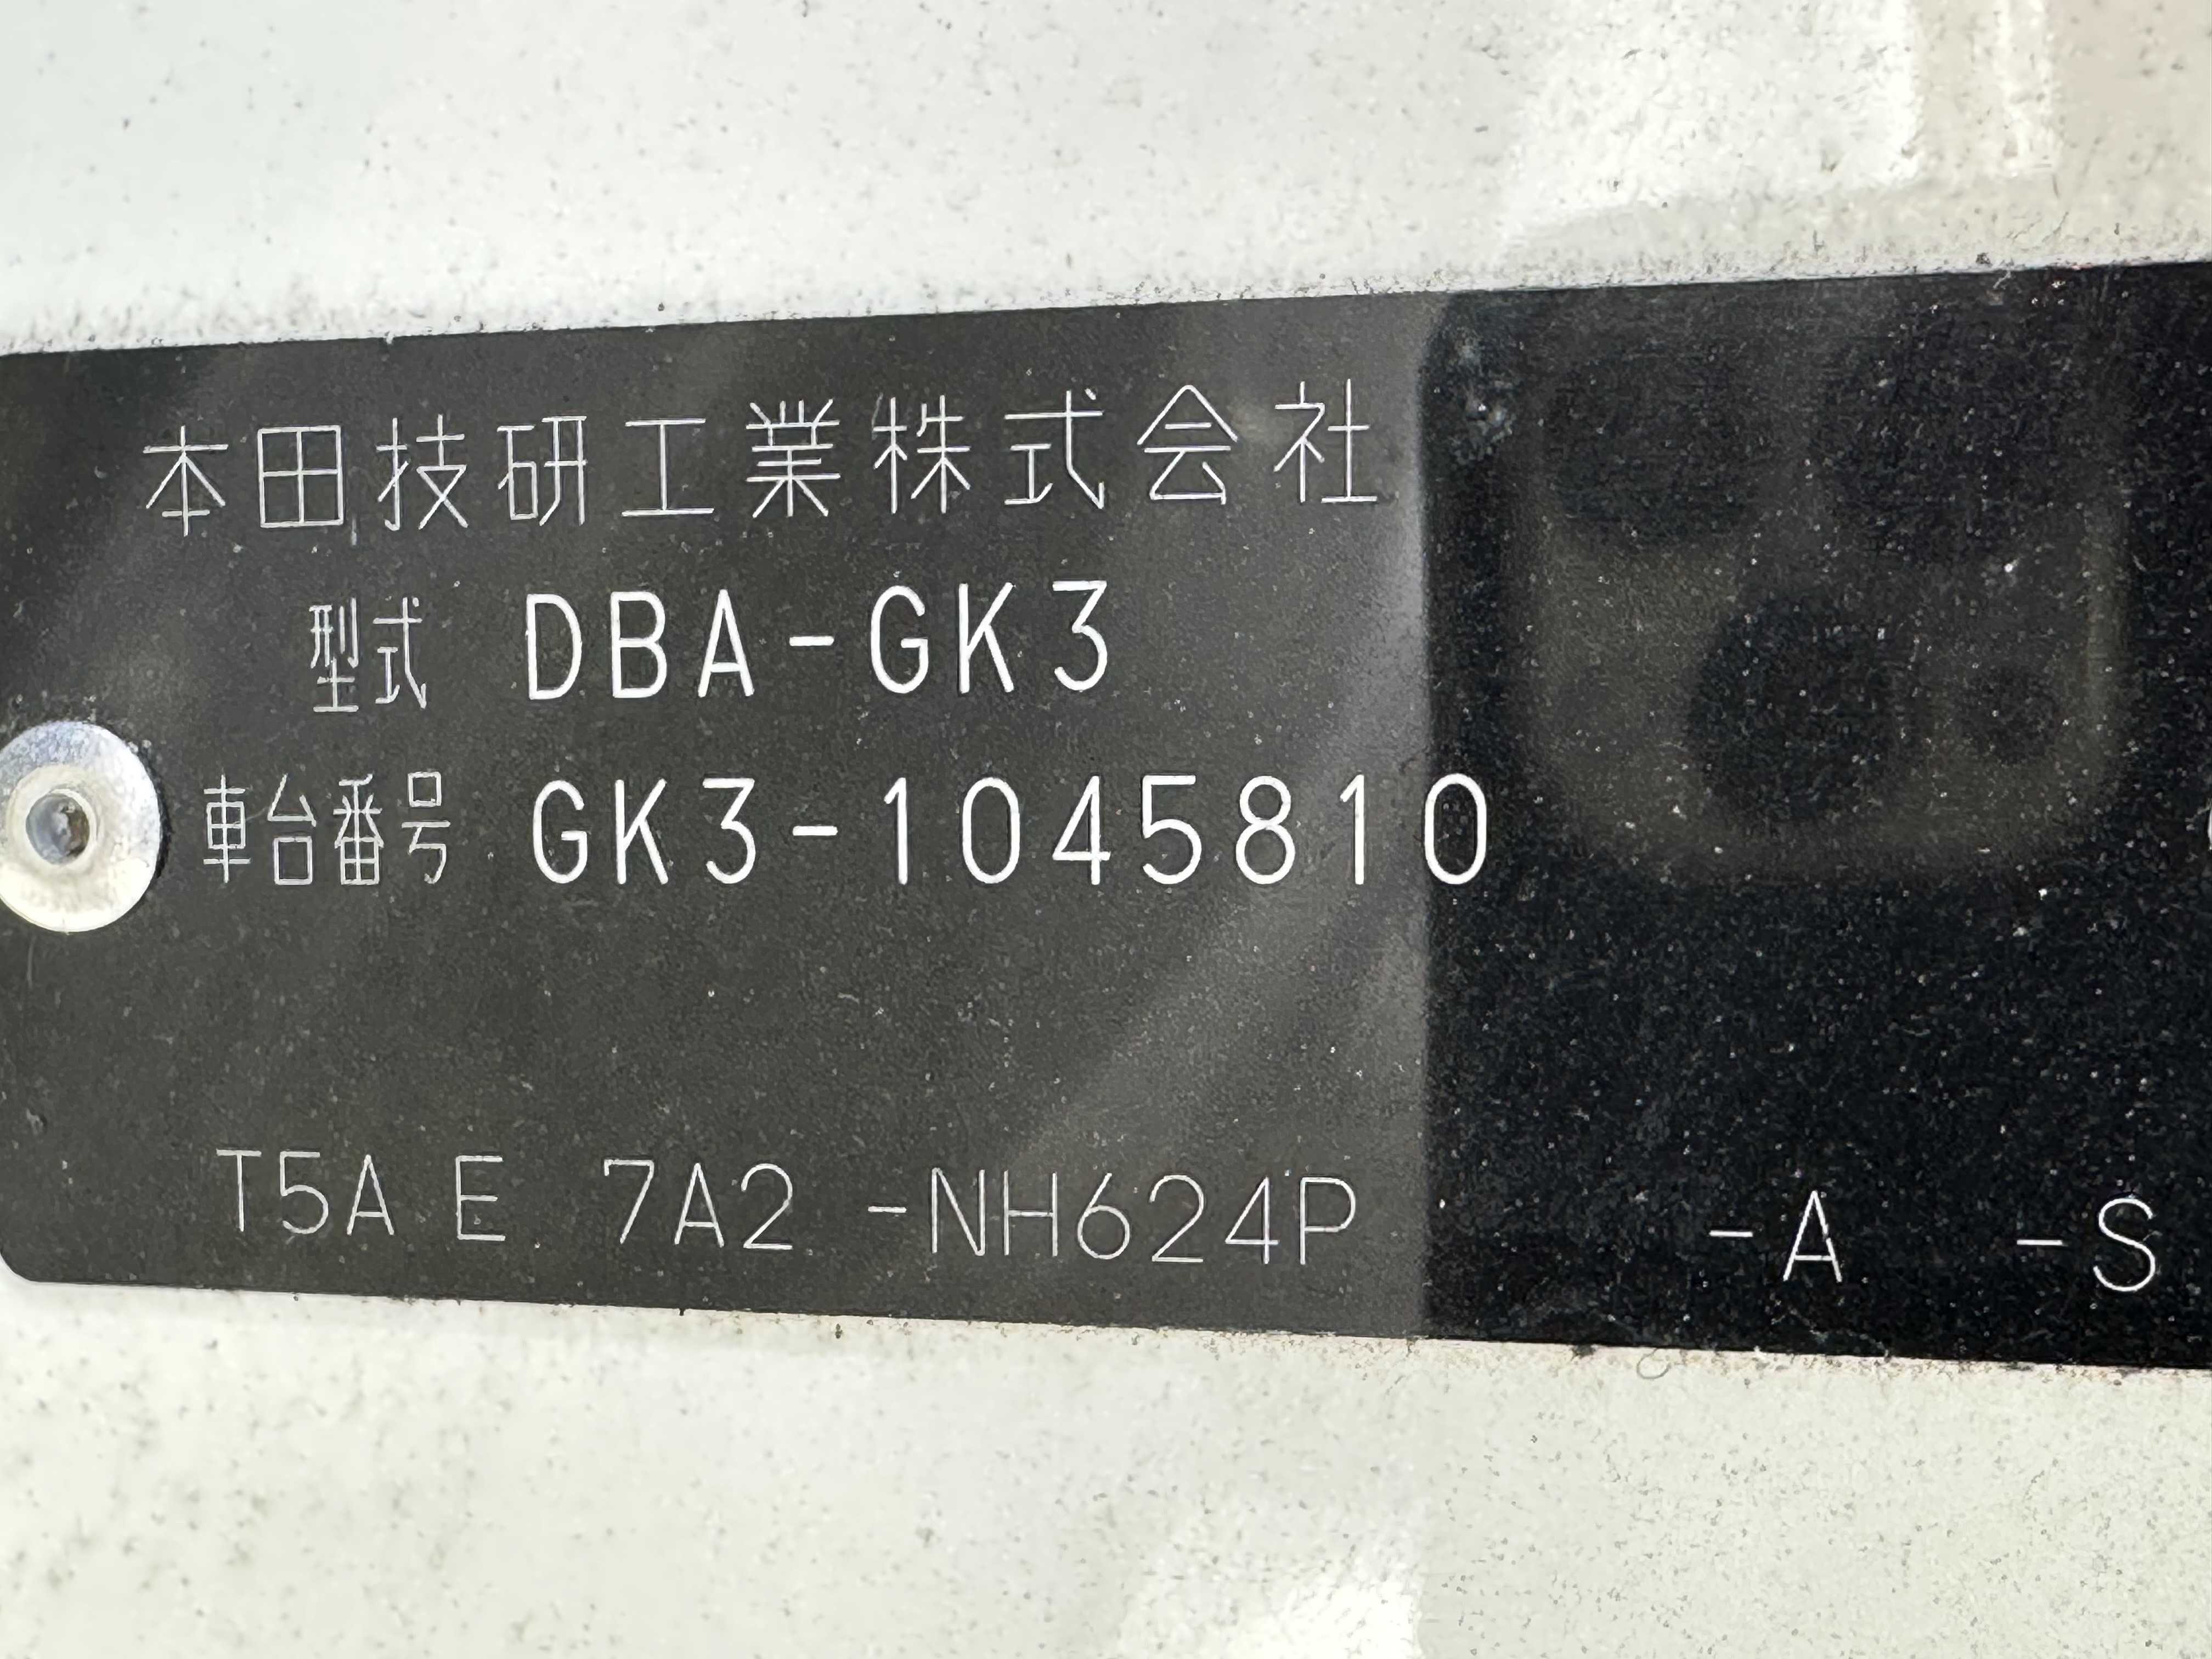 本田技研工業株式会社
型式 DBA-GK3
車台番号 GK3-1045810
T5A E 7A2 -NH624P -A -S